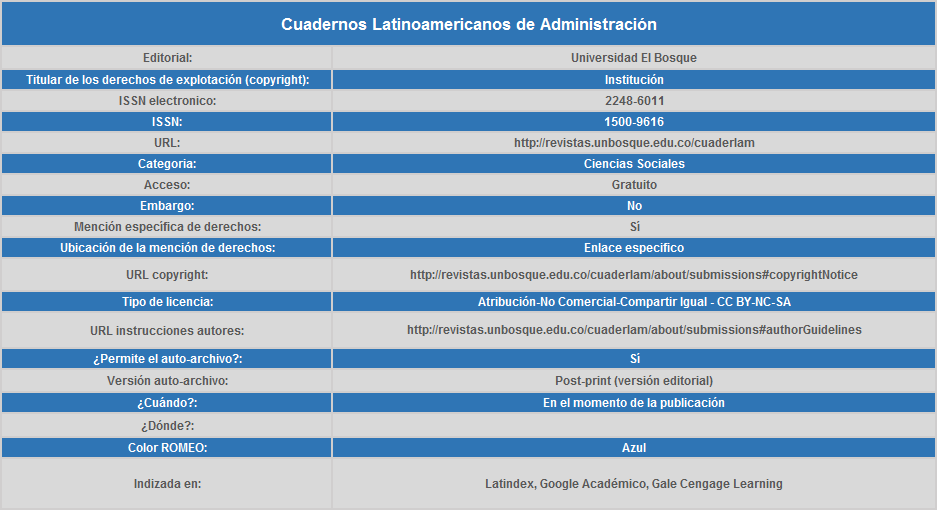 Cuadernos Latinoamericanos de Administración
Editorial: Universidad El Bosque
Titular de los derechos de explotación (copyright): Institución
ISSN electronico: 2248-6011
ISSN: 1500-9616
URL: http://revistas.unbosque.edu.co/cuaderlam
Categoria: Ciencias Sociales
Acceso: Gratuito
Embargo: No
Mención específica de derechos: Sí
Ubicación de la mención de derechos: Enlace especifico
URL copyright: http://revistas.unbosque.edu.co/cuaderlam/about/submissions#copyrightNotice
Tipo de licencia: Atribución-No Comercial-Compartir Igual - CC BY-NC-SA
URL instrucciones autores: http://revistas.unbosque.edu.co/cuaderlam/about/submissions#authorGuidelines
¿Permite el auto-archivo?: Sí
Versión auto-archivo: Post-print (versión editorial)
¿Cuándo?: En el momento de la publicación
¿Dónde?:
Color ROMEO: Azul
Indizada en: Latindex, Google Académico, Gale Cengage Learning